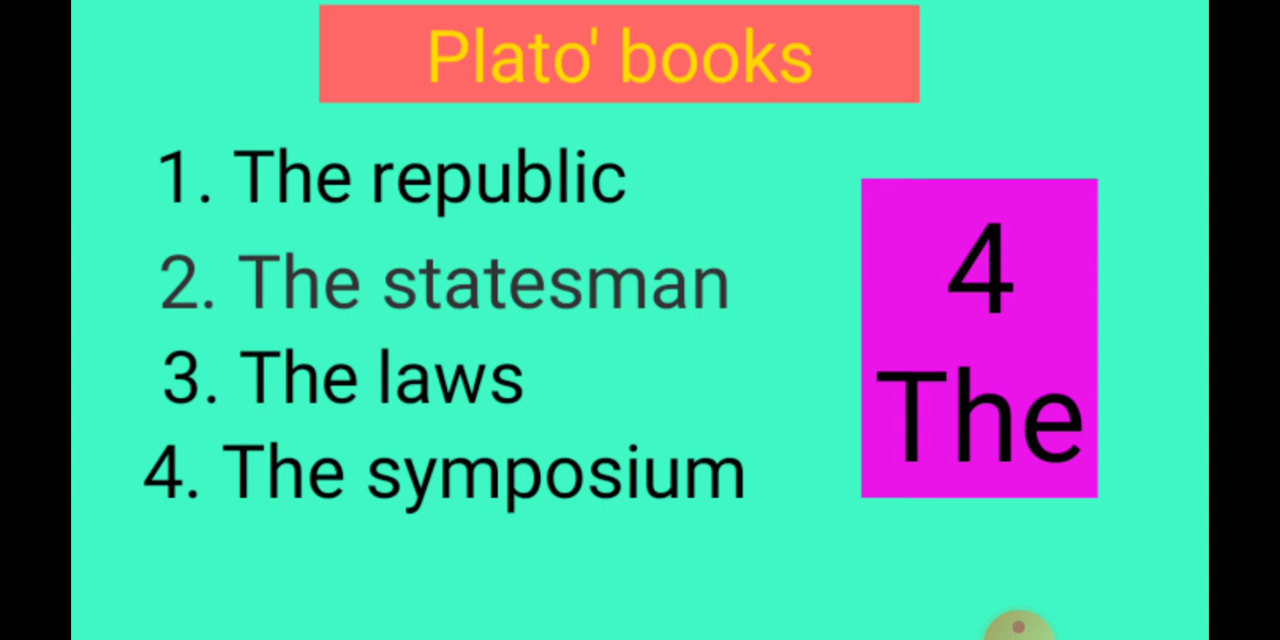 Plato' books
1. The republic
2. The statesman
3. The laws
4. The symposium
4
The